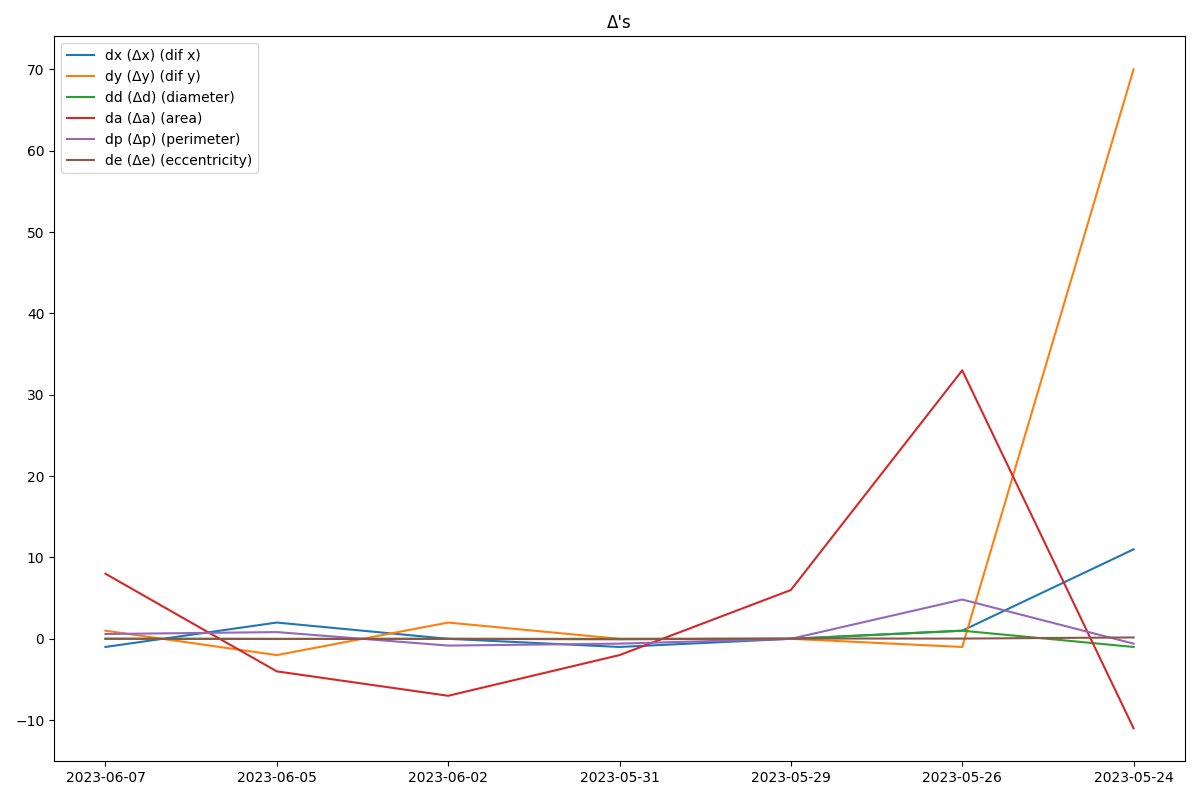 Δ's
dx (Δx) (dif x)
dy (Δy) (dif y)
dd (Δd) (diameter)
da (Δa) (area)
dp (Δp) (perimeter)
de (Δe) (eccentricity)
70
60
50
40
30
20
10
0
−10
2023-06-07 2023-06-05 2023-06-02 2023-05-31 2023-05-29 2023-05-26 2023-05-24